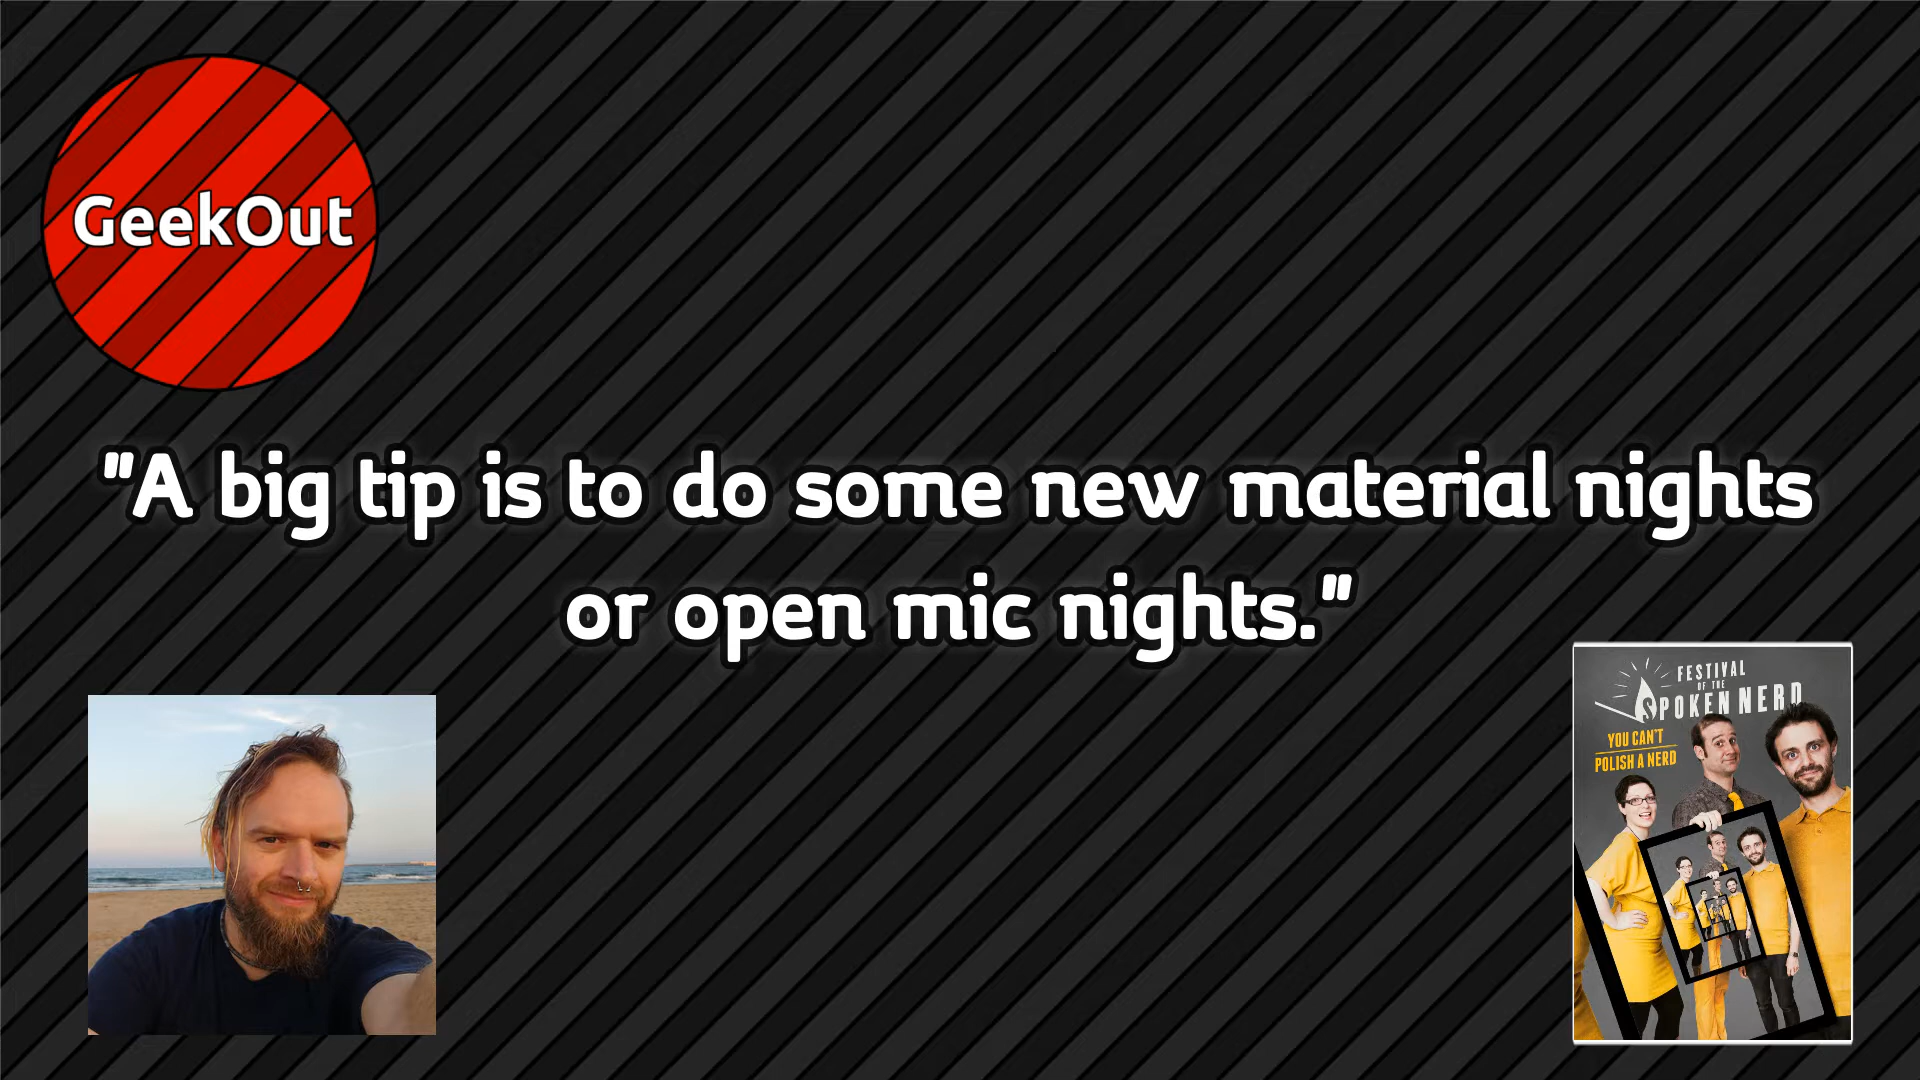 GeekOut
"A big tip is to do some new material nights
or open mic nights."
FESTIVAL
OF THE
SPOKEN NERD
YOU CAN'T
POLISH A NERD